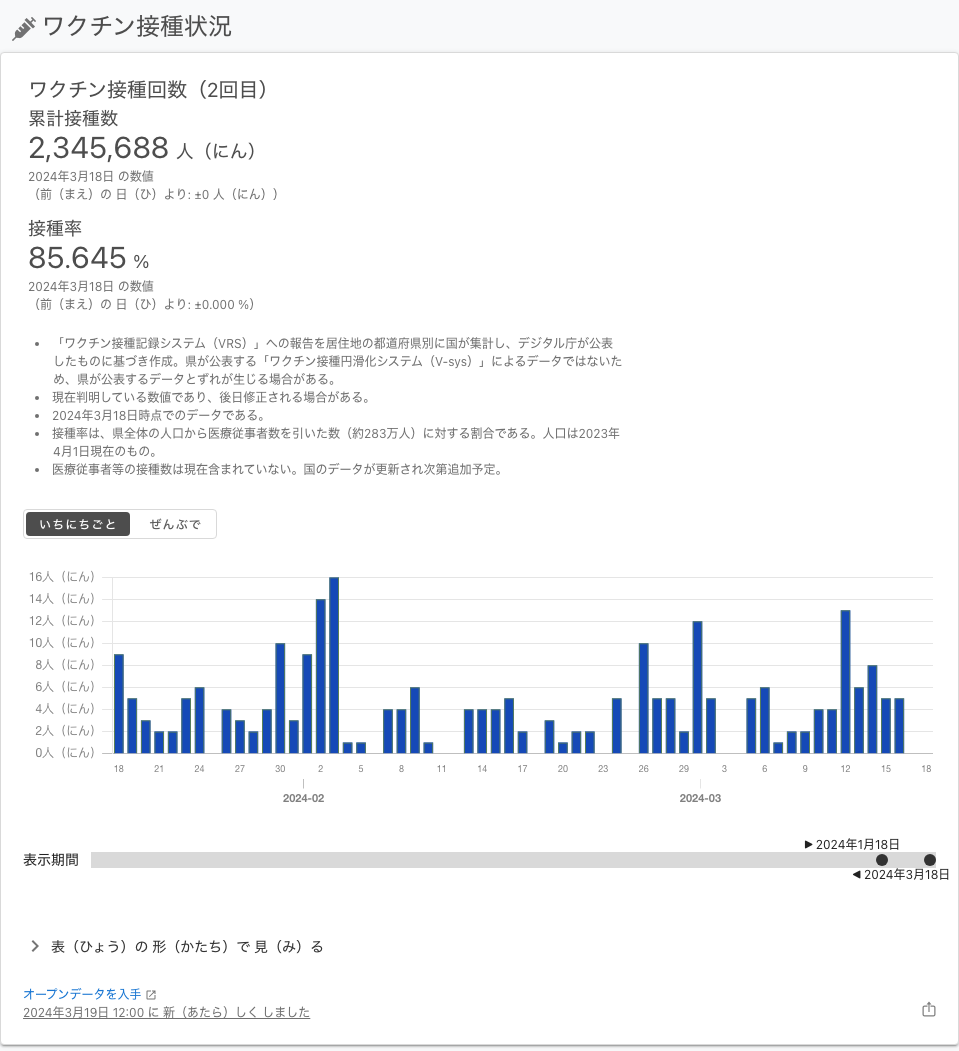 ワクチン接種状況
ワクチン接種回数（2回目）
累計接種数
2,345,688 人（にん）
2024年3月18日 の数値
（前（まえ）の 日（ひ）より: ±0 人（にん））
接種率
85.645 %
2024年3月18日 の数値
（前（まえ）の 日（ひ）より: ±0.000 %）
• 「ワクチン接種記録システム（VRS）」への報告を居住地の都道府県別に国が集計し、デジタル庁が公表
したものに基づき作成。県が公表する「ワクチン接種円滑化システム（V-sys）」によるデータではないた
め、県が公表するデータとずれが生じる場合がある。
• 現在判明している数値であり、後日修正される場合がある。
• 2024年3月18日時点でのデータである。
• 接種率は、県全体の人口から医療従事者数を引いた数（約283万人）に対する割合である。人口は2023年
4月1日現在のもの。
• 医療従事者等の接種数は現在含まれていない。国のデータが更新され次第追加予定。
いちにちごと ぜんぶで
16人（にん）
14人（にん）
12人（にん）
10人（にん）
8人（にん）
6人（にん）
4人（にん）
2人（にん）
0人（にん）
18 21 24 27 30 2 5 8 11 14 17 20 23 26 29 3 6 9 12 15 18
2024-02 2024-03
▶ 2024年1月18日
表示期間
◀ 2024年3月18日
表（ひょう）の 形（かたち）で 見（み）る
オープンデータを入手
2024年3月19日 12:00 に 新（あたら）しく しました